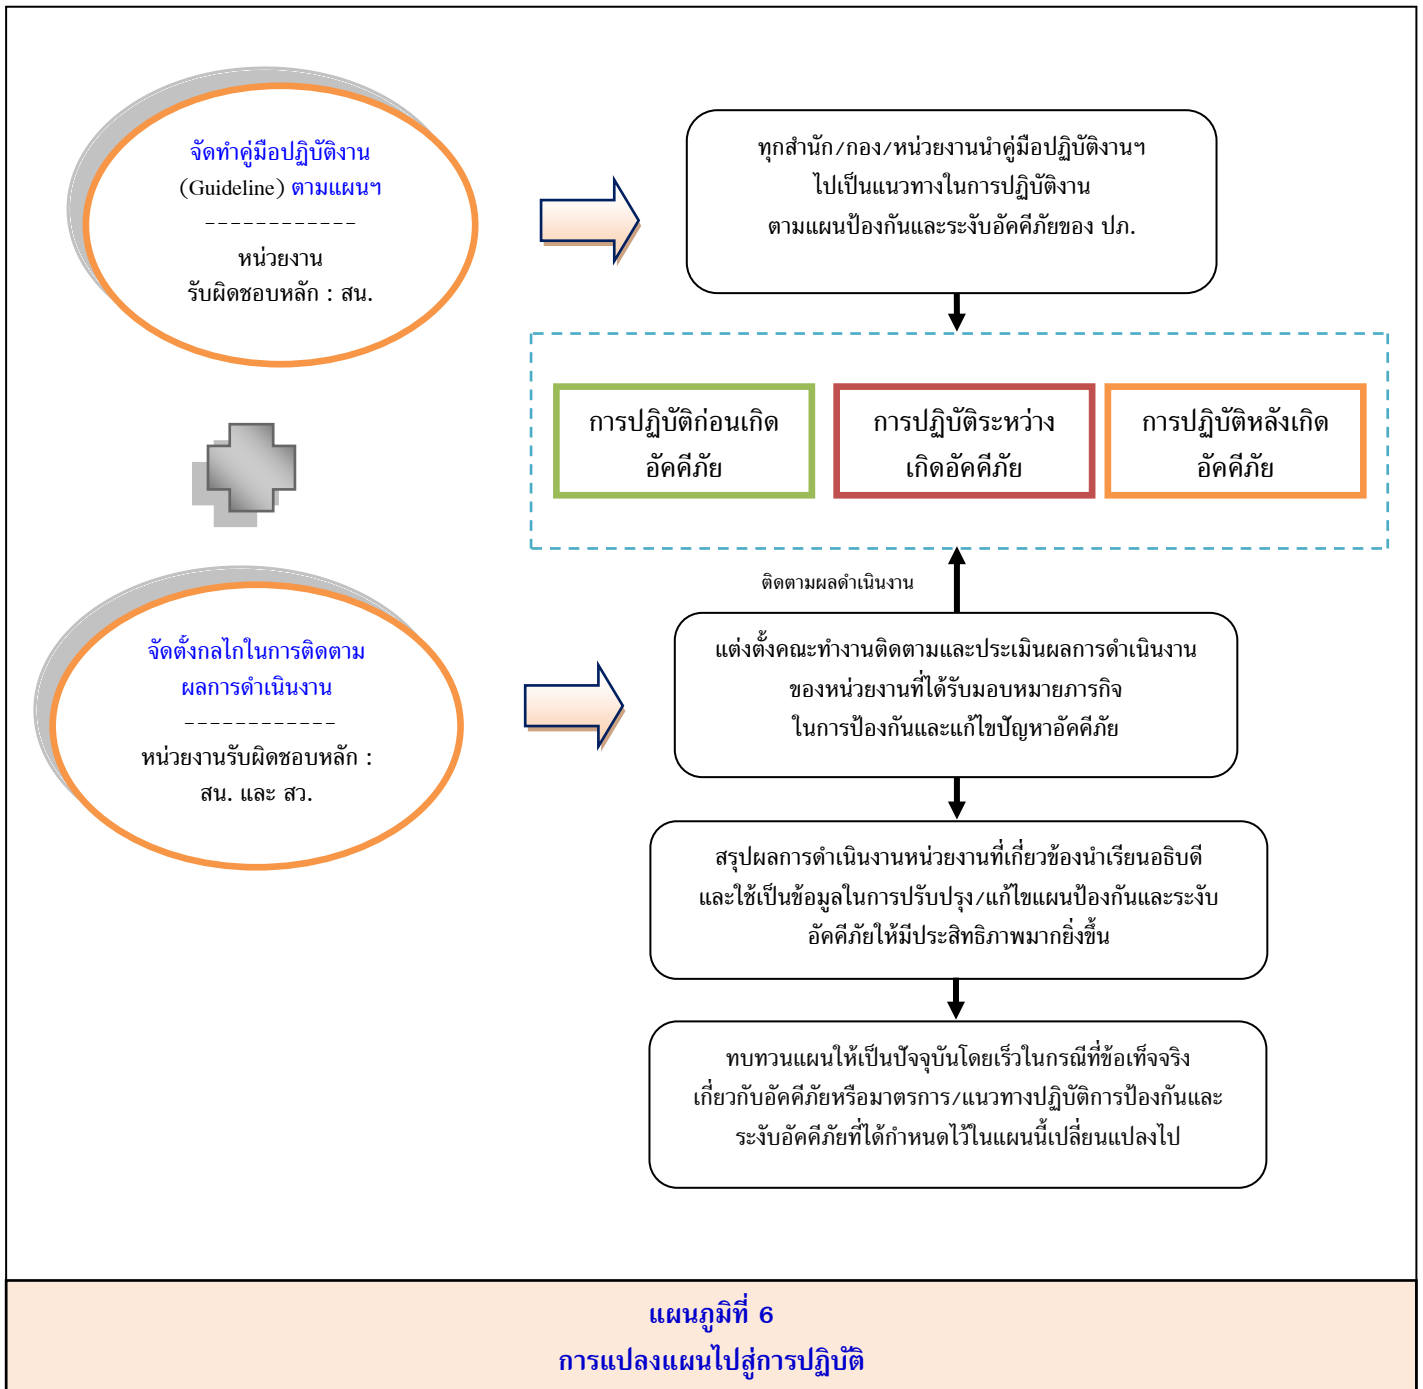 จัดทำคู่มือปฏิบัติงาน
(Guideline) ตามแผนฯ
------------
หน่วยงาน
รับผิดชอบหลัก : สน.
ทุกสำนัก/กอง/หน่วยงานนำคู่มือปฏิบัติงานฯ
ไปเป็นแนวทางในการปฏิบัติงาน
ตามแผนป้องกันและระงับอัคคีภัยของ ปภ.
การปฏิบัติก่อนเกิด
อัคคีภัย
การปฏิบัติระหว่าง
เกิดอัคคีภัย
การปฏิบัติหลังเกิด
อัคคีภัย
ติดตามผลดำเนินงาน
จัดตั้งกลไกในการติดตาม
ผลการดำเนินงาน
------------
หน่วยงานรับผิดชอบหลัก :
สน. และ สว.
แต่งตั้งคณะทำงานติดตามและประเมินผลการดำเนินงาน
ของหน่วยงานที่ได้รับมอบหมายภารกิจ
ในการป้องกันและแก้ไขปัญหาอัคคีภัย
สรุปผลการดำเนินงานหน่วยงานที่เกี่ยวข้องนำเรียนอธิบดี
และใช้เป็นข้อมูลในการปรับปรุง/แก้ไขแผนป้องกันและระงับ
อัคคีภัยให้มีประสิทธิภาพมากยิ่งขึ้น
ทบทวนแผนให้เป็นปัจจุบันโดยเร็วในกรณีที่ข้อเท็จจริง
เกี่ยวกับอัคคีภัยหรือมาตรการ/แนวทางปฏิบัติการป้องกันและ
ระงับอัคคีภัยที่ได้กำหนดไว้ในแผนนี้เปลี่ยนแปลงไป
แผนภูมิที่ 6
การแปลงแผนไปสู่การปฏิบัติ